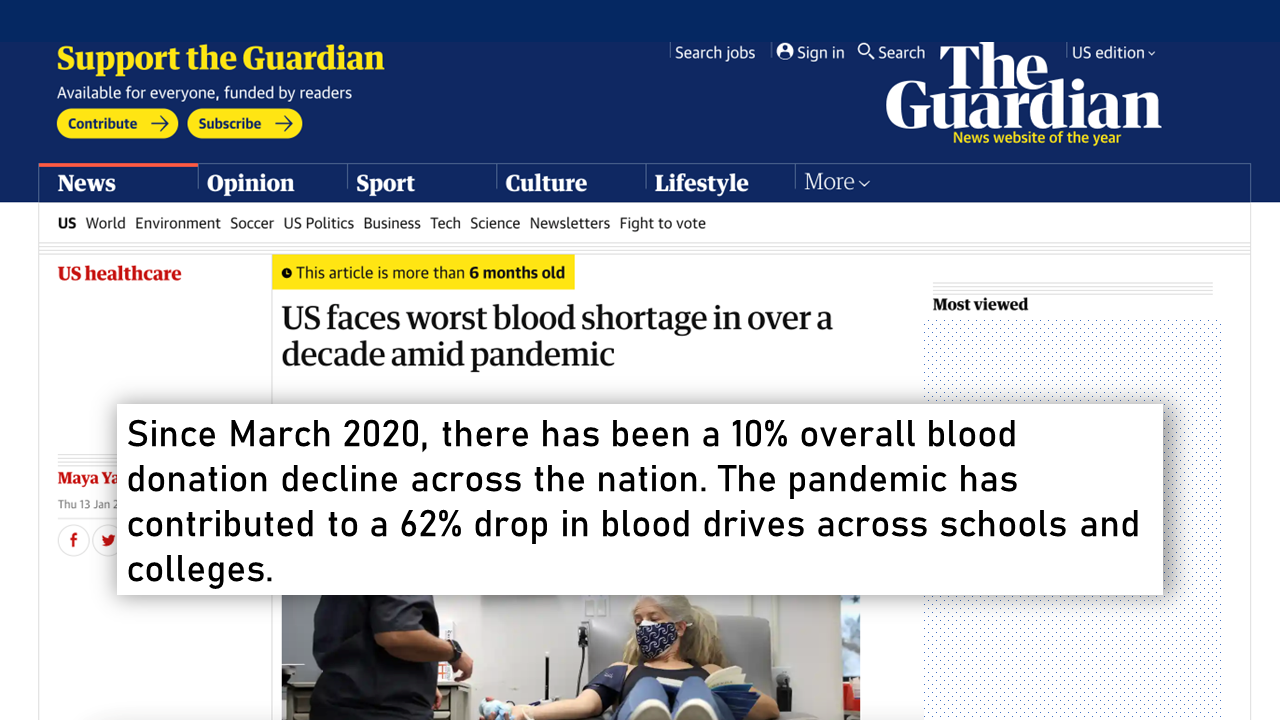 Support the Guardian
Available for everyone, funded by readers
Contribute
Subscribe
Search jobs
Sign in
Search
US edition
The
Guardian
News website of the year
News
Opinion
Sport
Culture
Lifestyle
More
US World Environment Soccer US Politics Business Tech Science Newsletters Fight to vote
US healthcare
This article is more than 6 months old
US faces worst blood shortage in over a
decade amid pandemic
Most viewed
Maya
Thu 13 Jan
Since March 2020, there has been a 10% overall blood
donation decline across the nation. The pandemic has
contributed to a 62% drop in blood drives across schools and
colleges.